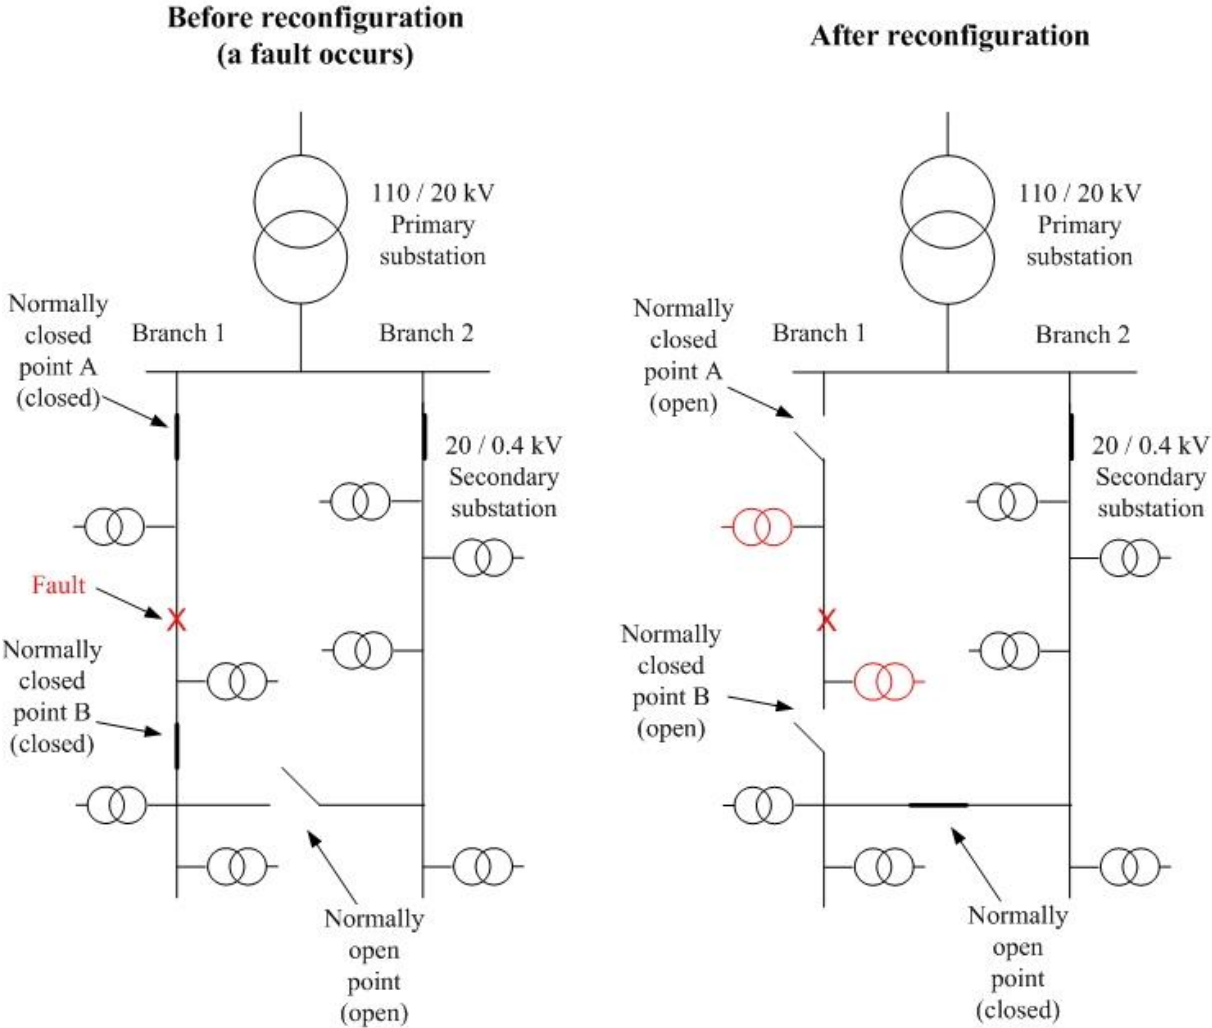 Before reconfiguration
(a fault occurs)
110 / 20 kV
Primary
substation
Normally
closed
point A
(closed)
Branch 1
Branch 2
20 / 0.4 kV
Secondary
substation
Fault
Normally
closed
point B
(closed)
Normally
open
point
(open)
After reconfiguration
110 / 20 kV
Primary
substation
Normally
closed
point A
(open)
Branch 1
Branch 2
20 / 0.4 kV
Secondary
substation
Normally
closed
point B
(open)
Normally
open
point
(closed)